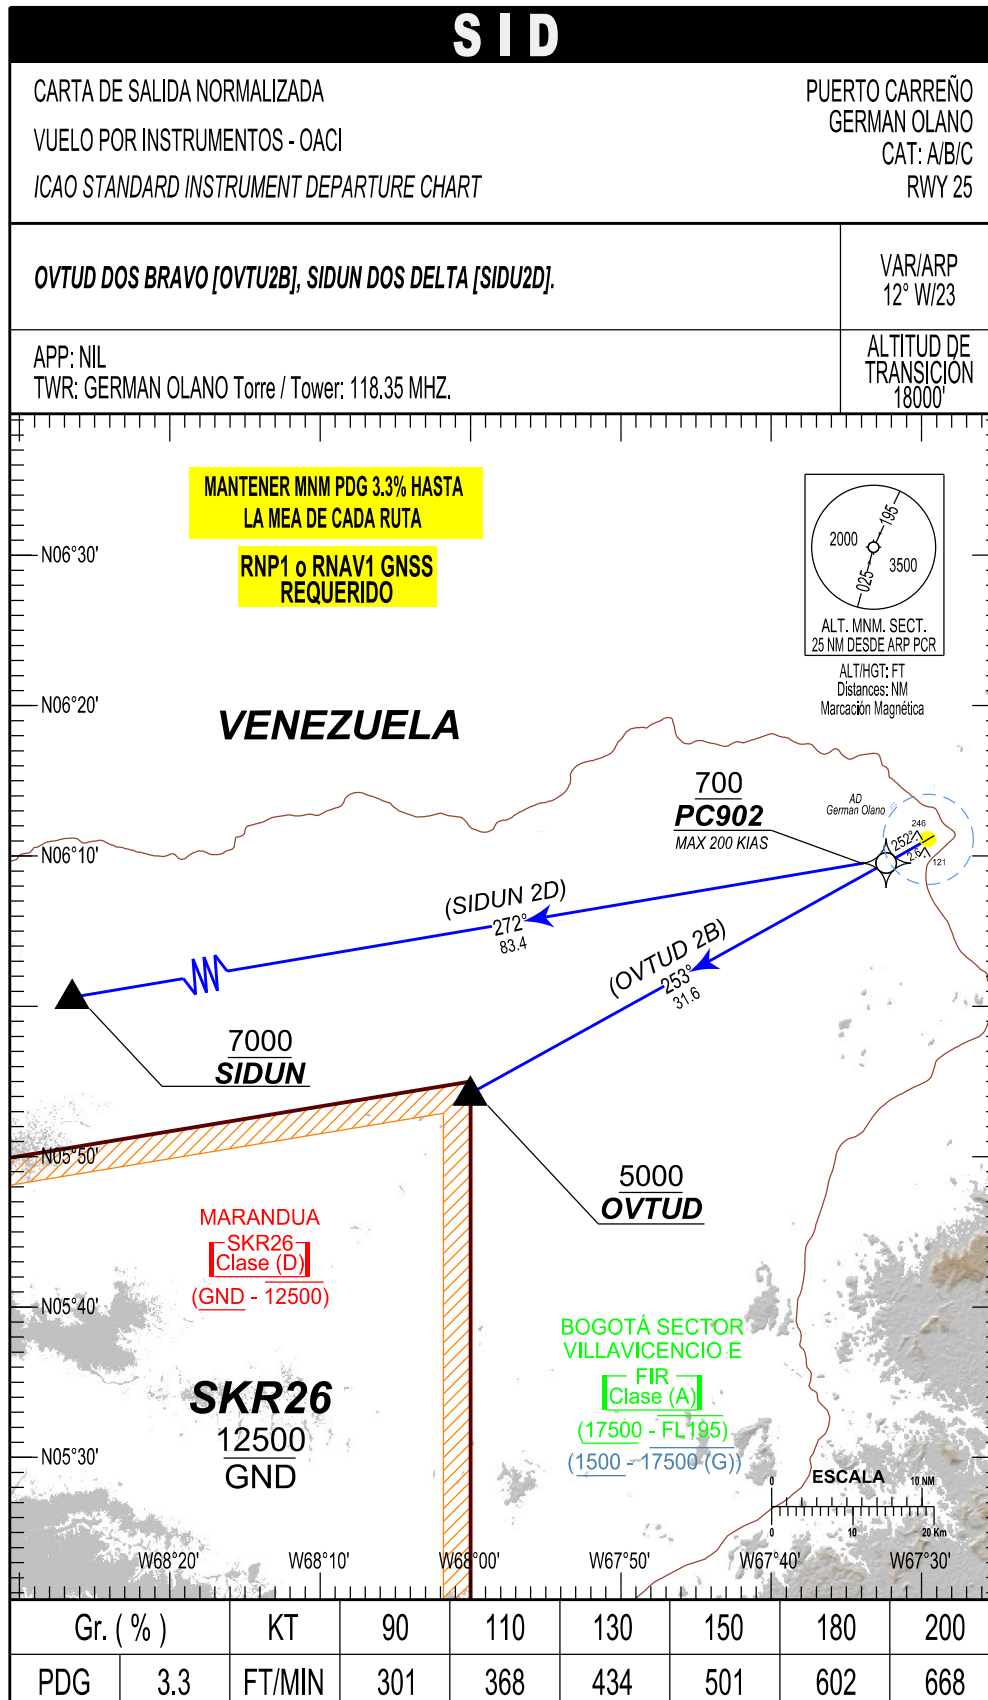 SID
CARTA DE SALIDA NORMALIZADA
VUELO POR INSTRUMENTOS - OACI
ICAO STANDARD INSTRUMENT DEPARTURE CHART
PUERTO CARREÑO
GERMAN OLANO
CAT: A/B/C
RWY 25
OVTUD DOS BRAVO [OVTU2B], SIDUN DOS DELTA [SIDU2D].
VAR/ARP
12° W/23
APP: NIL
TWR: GERMAN OLANO Torre / Tower: 118.35 MHZ.
ALTITUD DE
TRANSICIÓN
18000'
MANTENER MNM PDG 3.3% HASTA
LA MEA DE CADA RUTA
RNP1 o RNAV1 GNSS
REQUERIDO
195
2000
3500
025
ALT. MNM. SECT.
25 NM DESDE ARP PCR
ALT/HGT: FT
Distances: NM
Marcación Magnética
N06°30'
N06°20'
VENEZUELA
700
PC902
MAX 200 KIAS
AD
German Olano
246
252°
2.6
121
N06°10'
(SIDUN 2D)
272°
83.4
(OVTUD 2B)
253°
31.6
7000
SIDUN
N05°50'
5000
OVTUD
MARANDUA
SKR26
Clase (D)
(GND - 12500)
N05°40'
BOGOTÁ SECTOR
VILLAVICENCIO E
FIR
Clase (A)
(17500 - FL195)
(1500 - 17500 (G))
SKR26
12500
GND
N05°30'
0 ESCALA 10 NM
0 10 20 Km
W68°20' W68°10' W68°00' W67°50' W67°40' W67°30'
Gr. ( % ) KT 90 110 130 150 180 200
PDG 3.3 FT/MIN 301 368 434 501 602 668